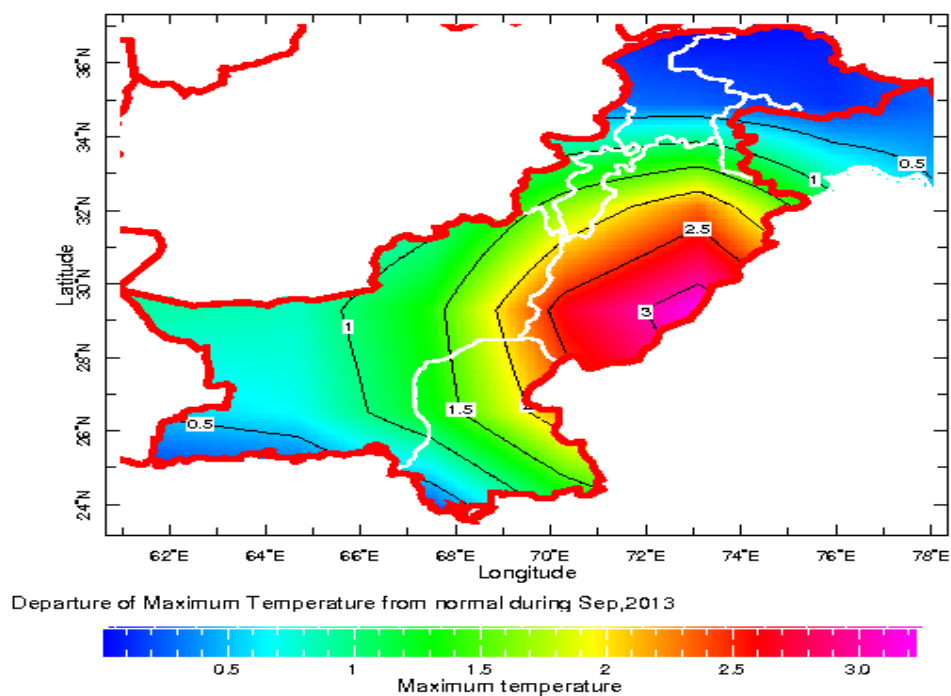 36°N
34°N
32°N
30°N
28°N
26°N
24°N
Latitude
0.5
1
2.5
3
1
1.5
0.5
62°E 64°E 66°E 68°E 70°E 72°E 74°E 76°E 78°E
Longitude
Departure of Maximum Temperature from normal during Sep,2013
0.5 1 1.5 2 2.5 3.0
Maximum temperature